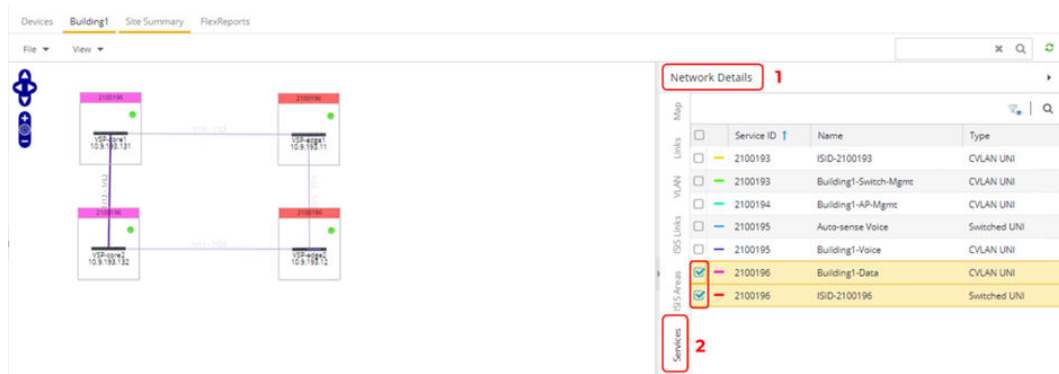 Devices Building1 Site Summary FlexReports
File View
Network Details 1
2100196
2100196
VSP-core1
10.9.193.131
VSP-edge1
10.9.193.11
2100196
2100196
VSP-core2
10.9.193.132
VSP-edge2
10.9.193.12
Map
Links
VLAN
ISIS Links
ISIS Areas
Services
2
Service ID Name Type
2100193 ISID-2100193 CVLAN UNI
2100193 Building1-Switch-Mgmt CVLAN UNI
2100194 Building1-AP-Mgmt CVLAN UNI
2100195 Auto-sense Voice Switched UNI
2100195 Building1-Voice CVLAN UNI
2100196 Building1-Data CVLAN UNI
2100196 ISID-2100196 Switched UNI